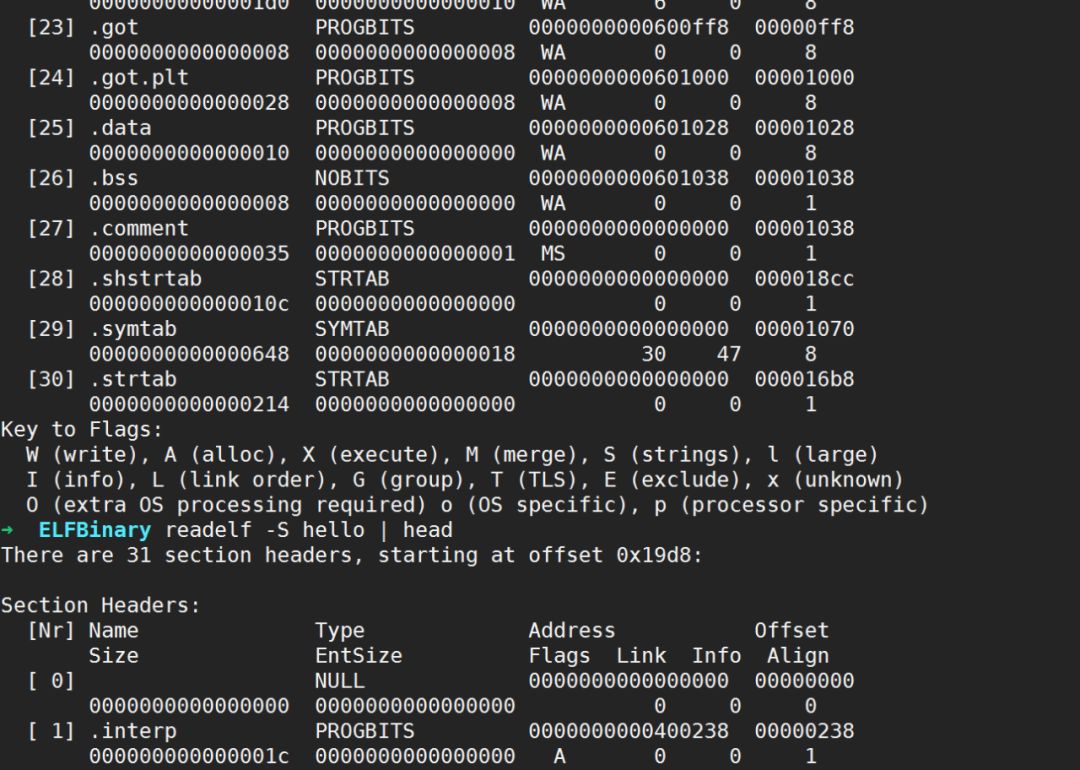 00000000000001d0  0000000000000010  WA       6     0     8
  [23] .got              PROGBITS         0000000000600ff8  00000ff8
       0000000000000008  0000000000000008  WA       0     0     8
  [24] .got.plt          PROGBITS         0000000000601000  00001000
       0000000000000028  0000000000000008  WA       0     0     8
  [25] .data             PROGBITS         0000000000601028  00001028
       0000000000000010  0000000000000000  WA       0     0     8
  [26] .bss              NOBITS           0000000000601038  00001038
       0000000000000008  0000000000000000  WA       0     0     1
  [27] .comment          PROGBITS         0000000000000000  00001038
       0000000000000035  0000000000000001  MS       0     0     1
  [28] .shstrtab         STRTAB           0000000000000000  000018cc
       000000000000010c  0000000000000000           0     0     1
  [29] .symtab           SYMTAB           0000000000000000  00001070
       0000000000000648  0000000000000018          30    47     8
  [30] .strtab           STRTAB           0000000000000000  000016b8
       0000000000000214  0000000000000000           0     0     1
Key to Flags:
  W (write), A (alloc), X (execute), M (merge), S (strings), l (large)
  I (info), L (link order), G (group), T (TLS), E (exclude), x (unknown)
  O (extra OS processing required) o (OS specific), p (processor specific)
→  ELFBinary readelf -S hello | head
There are 31 section headers, starting at offset 0x19d8:

Section Headers:
  [Nr] Name              Type             Address           Offset
       Size              EntSize          Flags  Link  Info  Align
  [ 0]                   NULL             0000000000000000  00000000
       0000000000000000  0000000000000000           0     0     0
  [ 1] .interp           PROGBITS         0000000000400238  00000238
       000000000000001c  0000000000000000   A       0     0     1